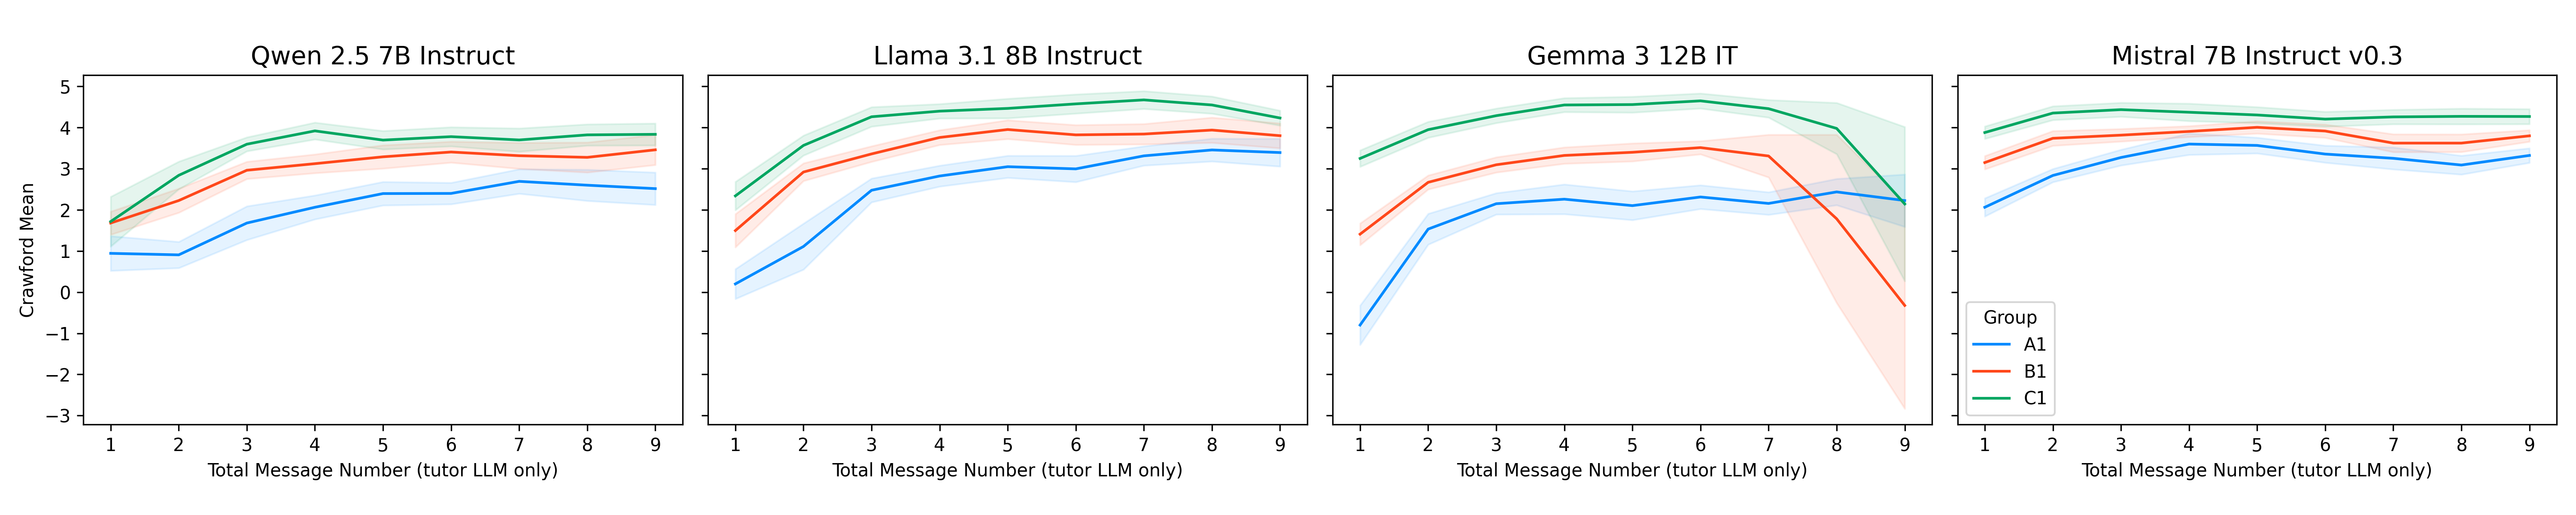 Qwen 2.5 7B Instruct
Llama 3.1 8B Instruct
Gemma 3 12B IT
Mistral 7B Instruct v0.3
Crawford Mean
5
4
3
2
1
0
−1
−2
−3
1 2 3 4 5 6 7 8 9
1 2 3 4 5 6 7 8 9
1 2 3 4 5 6 7 8 9
1 2 3 4 5 6 7 8 9
Total Message Number (tutor LLM only)
Total Message Number (tutor LLM only)
Total Message Number (tutor LLM only)
Total Message Number (tutor LLM only)
Group
A1
B1
C1